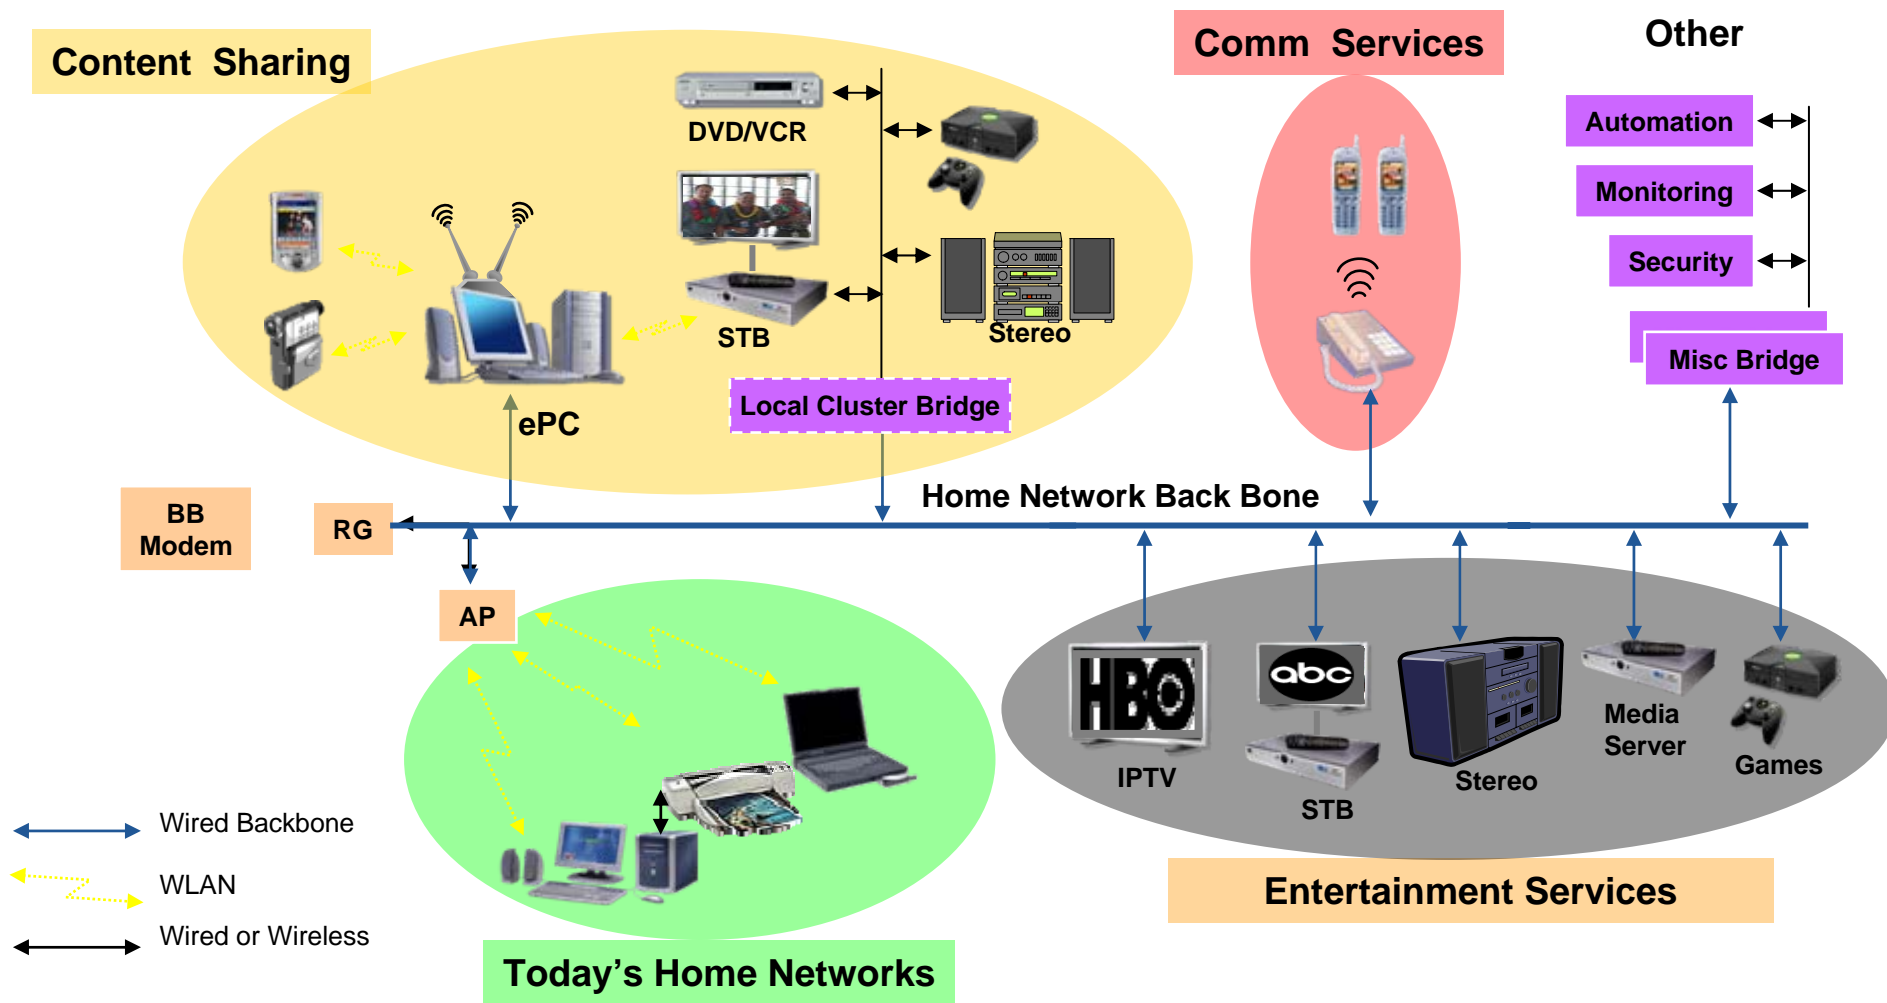 Content  Sharing
Comm  Services
Other
DVD/VCR
STB
Stereo
ePC
Local Cluster Bridge
Automation
Monitoring
Security
Misc Bridge
Home Network Back Bone
BB
Modem
RG
AP
HBO
IPTV
abc
STB
Stereo
Media
Server
Games
Wired Backbone
WLAN
Wired or Wireless
Entertainment Services
Today’s Home Networks